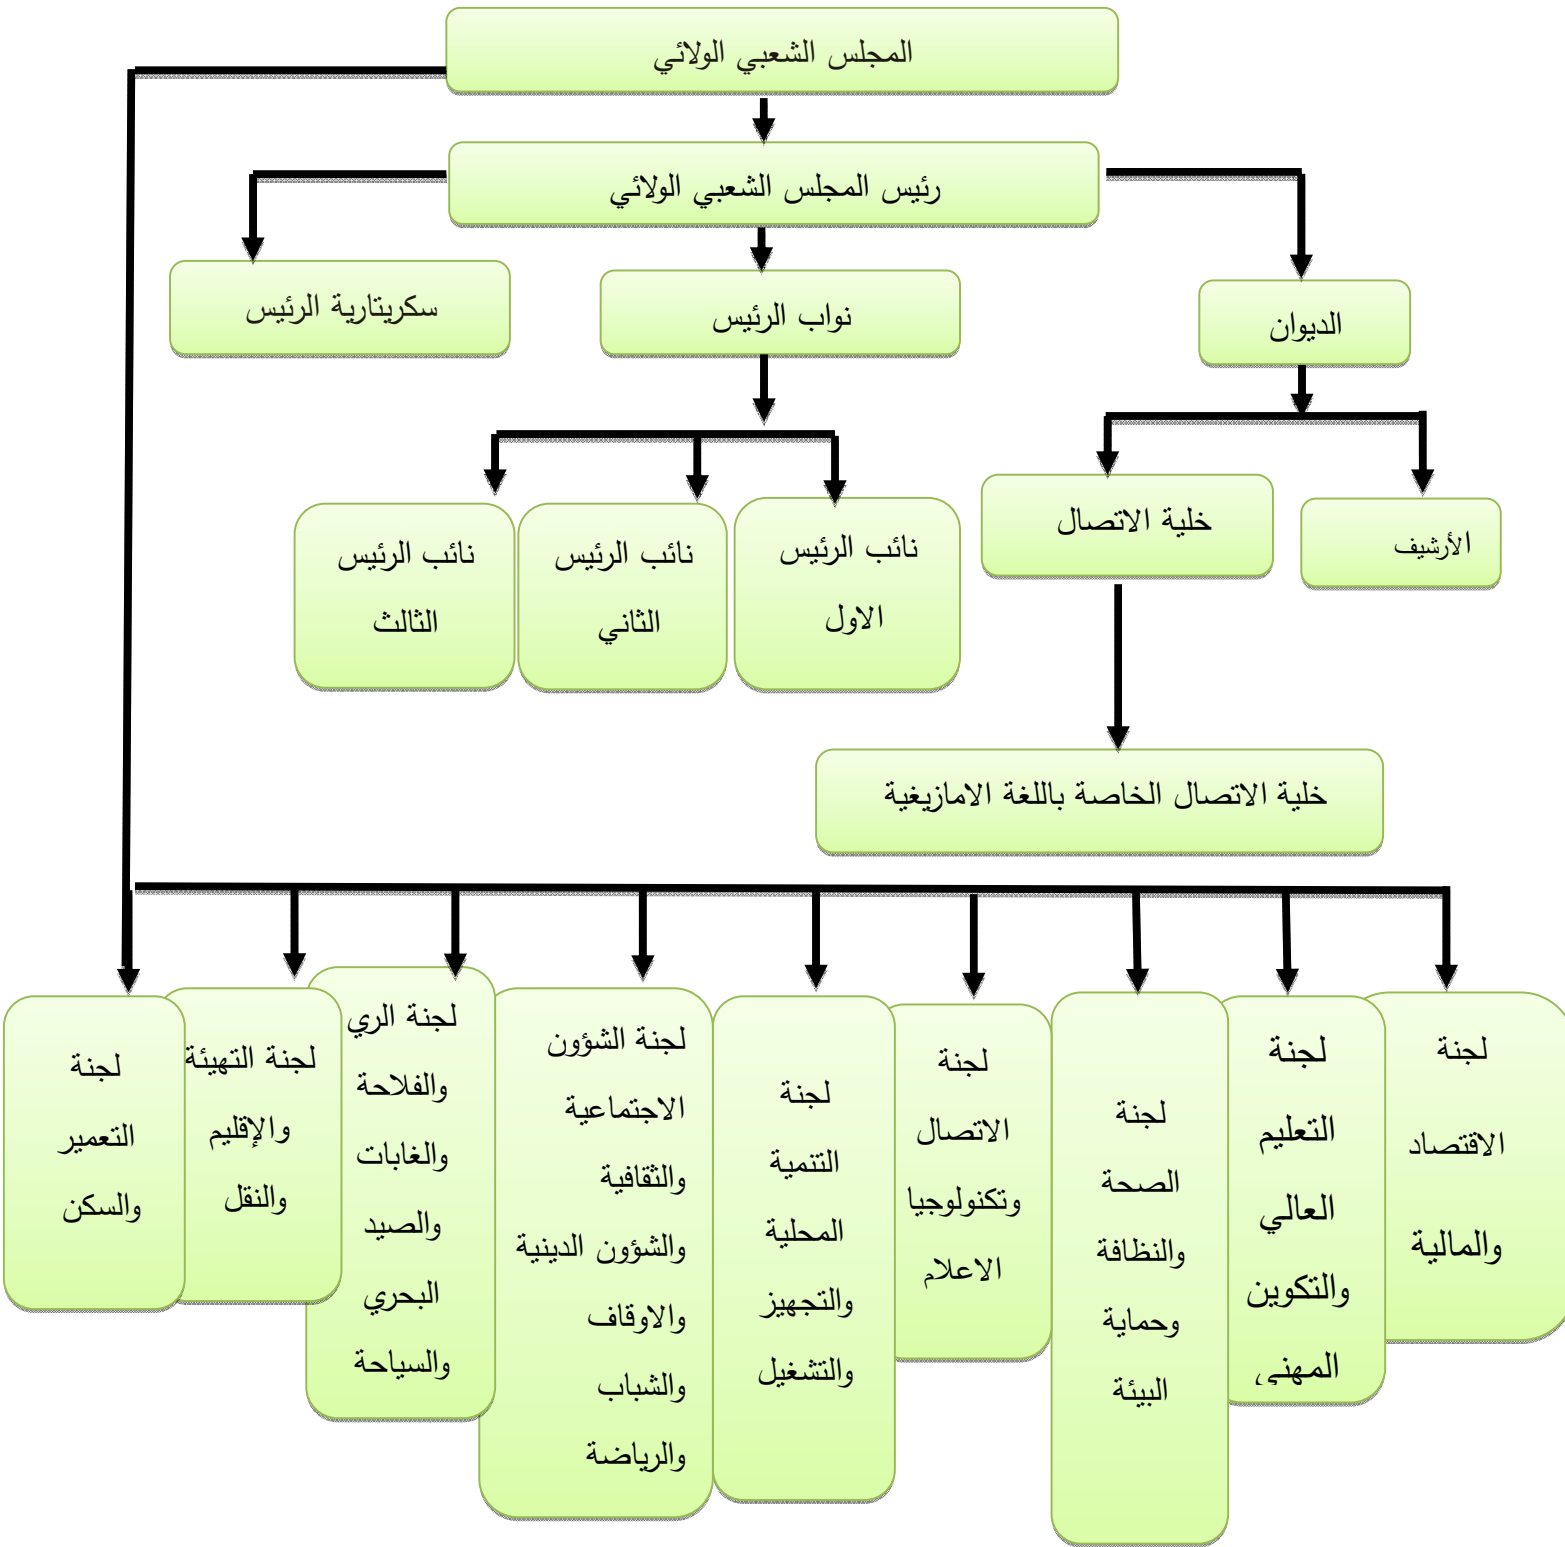 المجلس الشعبي الولائي
رئيس المجلس الشعبي الولائي
الديوان
نواب الرئيس
سكريتارية الرئيس
الأرشيف
خلية الاتصال
نائب الرئيس
الاول
نائب الرئيس
الثاني
نائب الرئيس
الثالث
خلية الاتصال الخاصة باللغة الامازيغية
لجنة
الاقتصاد
والمالية
لجنة
التعليم
العالي
والتكوين
المهني
لجنة
الصحة
والنظافة
وحماية
البيئة
لجنة
الاتصال
وتكنولوجيا
الاعلام
لجنة
التنمية
المحلية
والتجهيز
والتشغيل
لجنة الشؤون
الاجتماعية
والثقافية
والشؤون الدينية
والاوقاف
والشباب
والرياضة
لجنة الري
والفلاحة
والغابات
والصيد
البحري
والسياحة
لجنة التهيئة
والإقليم
والنقل
لجنة
التعمير
والسكن